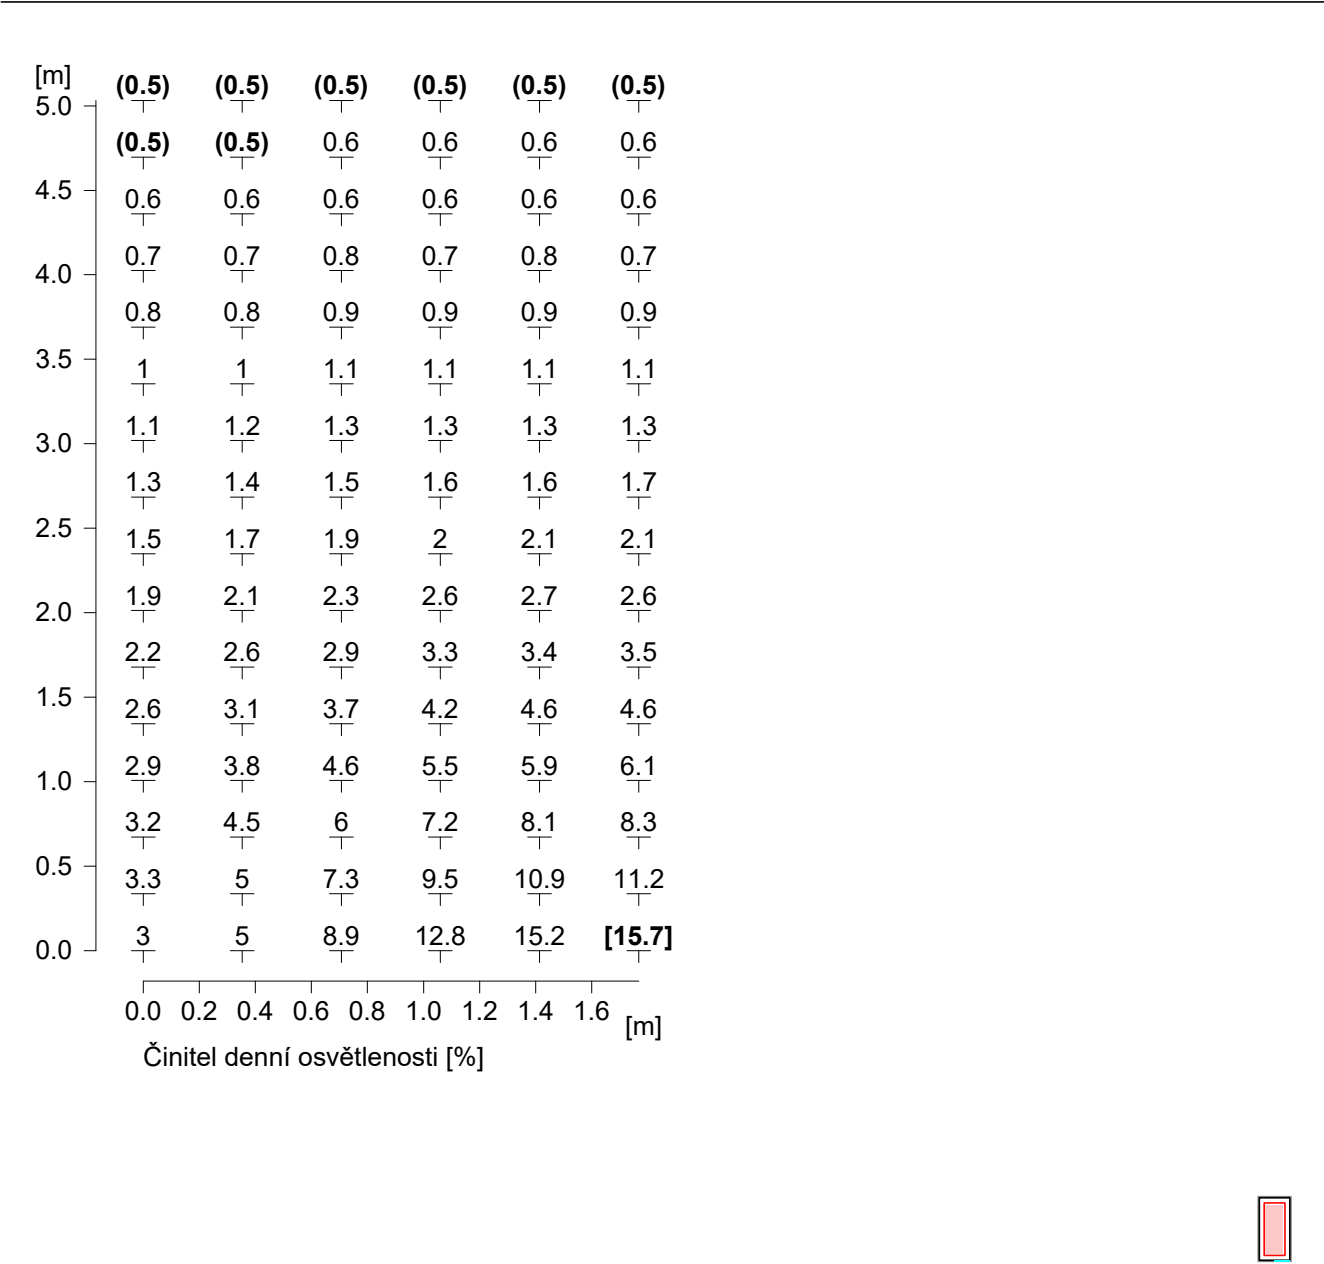 [m]
(0.5) (0.5) (0.5) (0.5) (0.5) (0.5)
5.0
(0.5) (0.5) 0.6 0.6 0.6 0.6
4.5
0.6 0.6 0.6 0.6 0.6 0.6
0.7 0.7 0.8 0.7 0.8 0.7
4.0
0.8 0.8 0.9 0.9 0.9 0.9
3.5
1 1 1.1 1.1 1.1 1.1
1.1 1.2 1.3 1.3 1.3 1.3
3.0
1.3 1.4 1.5 1.6 1.6 1.7
2.5
1.5 1.7 1.9 2 2.1 2.1
1.9 2.1 2.3 2.6 2.7 2.6
2.0
2.2 2.6 2.9 3.3 3.4 3.5
1.5
2.6 3.1 3.7 4.2 4.6 4.6
2.9 3.8 4.6 5.5 5.9 6.1
1.0
3.2 4.5 6 7.2 8.1 8.3
0.5
3.3 5 7.3 9.5 10.9 11.2
3 5 8.9 12.8 15.2 [15.7]
0.0
0.0 0.2 0.4 0.6 0.8 1.0 1.2 1.4 1.6
[m]
Činitel denní osvětlenosti [%]